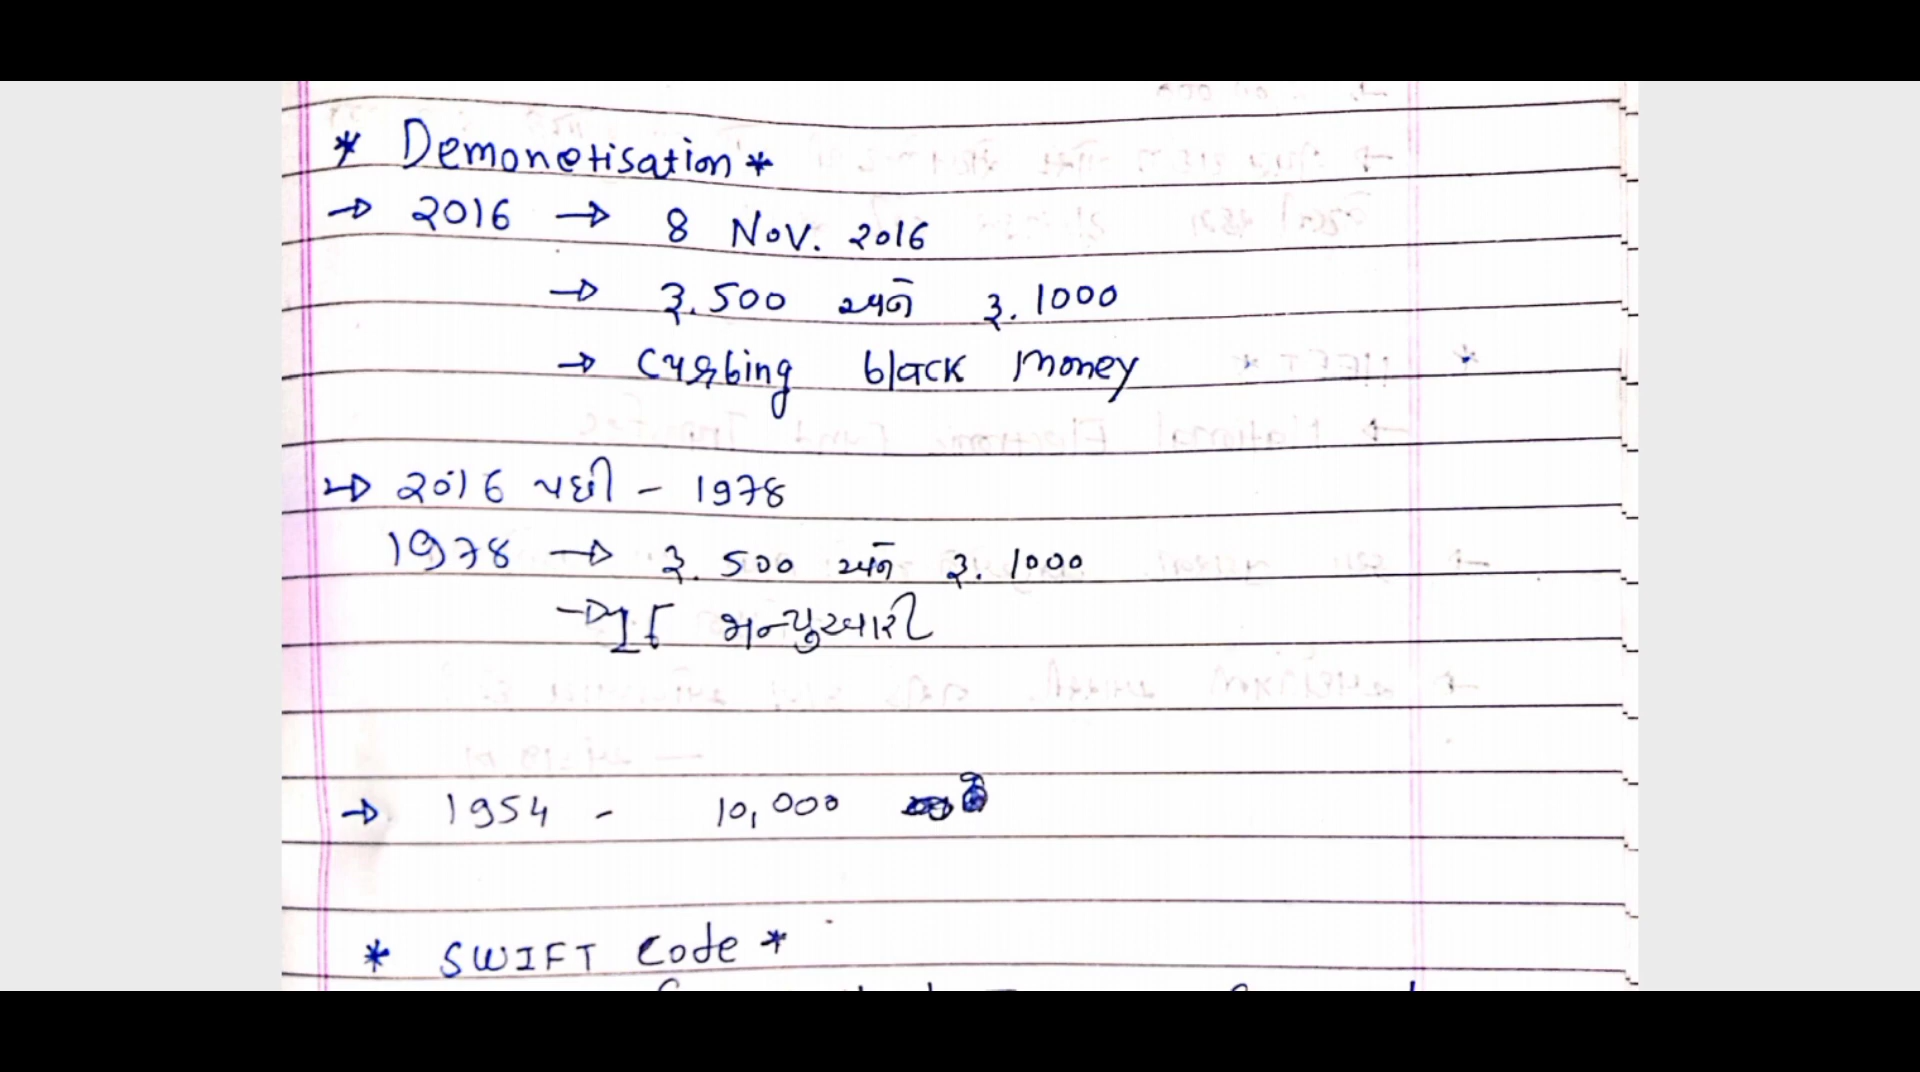 * Demonetisation *
→ 2016 → 8 Nov. 2016
→ રૂ. 500 અને રૂ. 1000
→ Curbing black money
→ 2016 પછી - 1978
1978 → રૂ. 500 અને રૂ. 1000
→ 16 જાન્યુઆરી
→ 1954 - 10,000
* SWIFT Code *